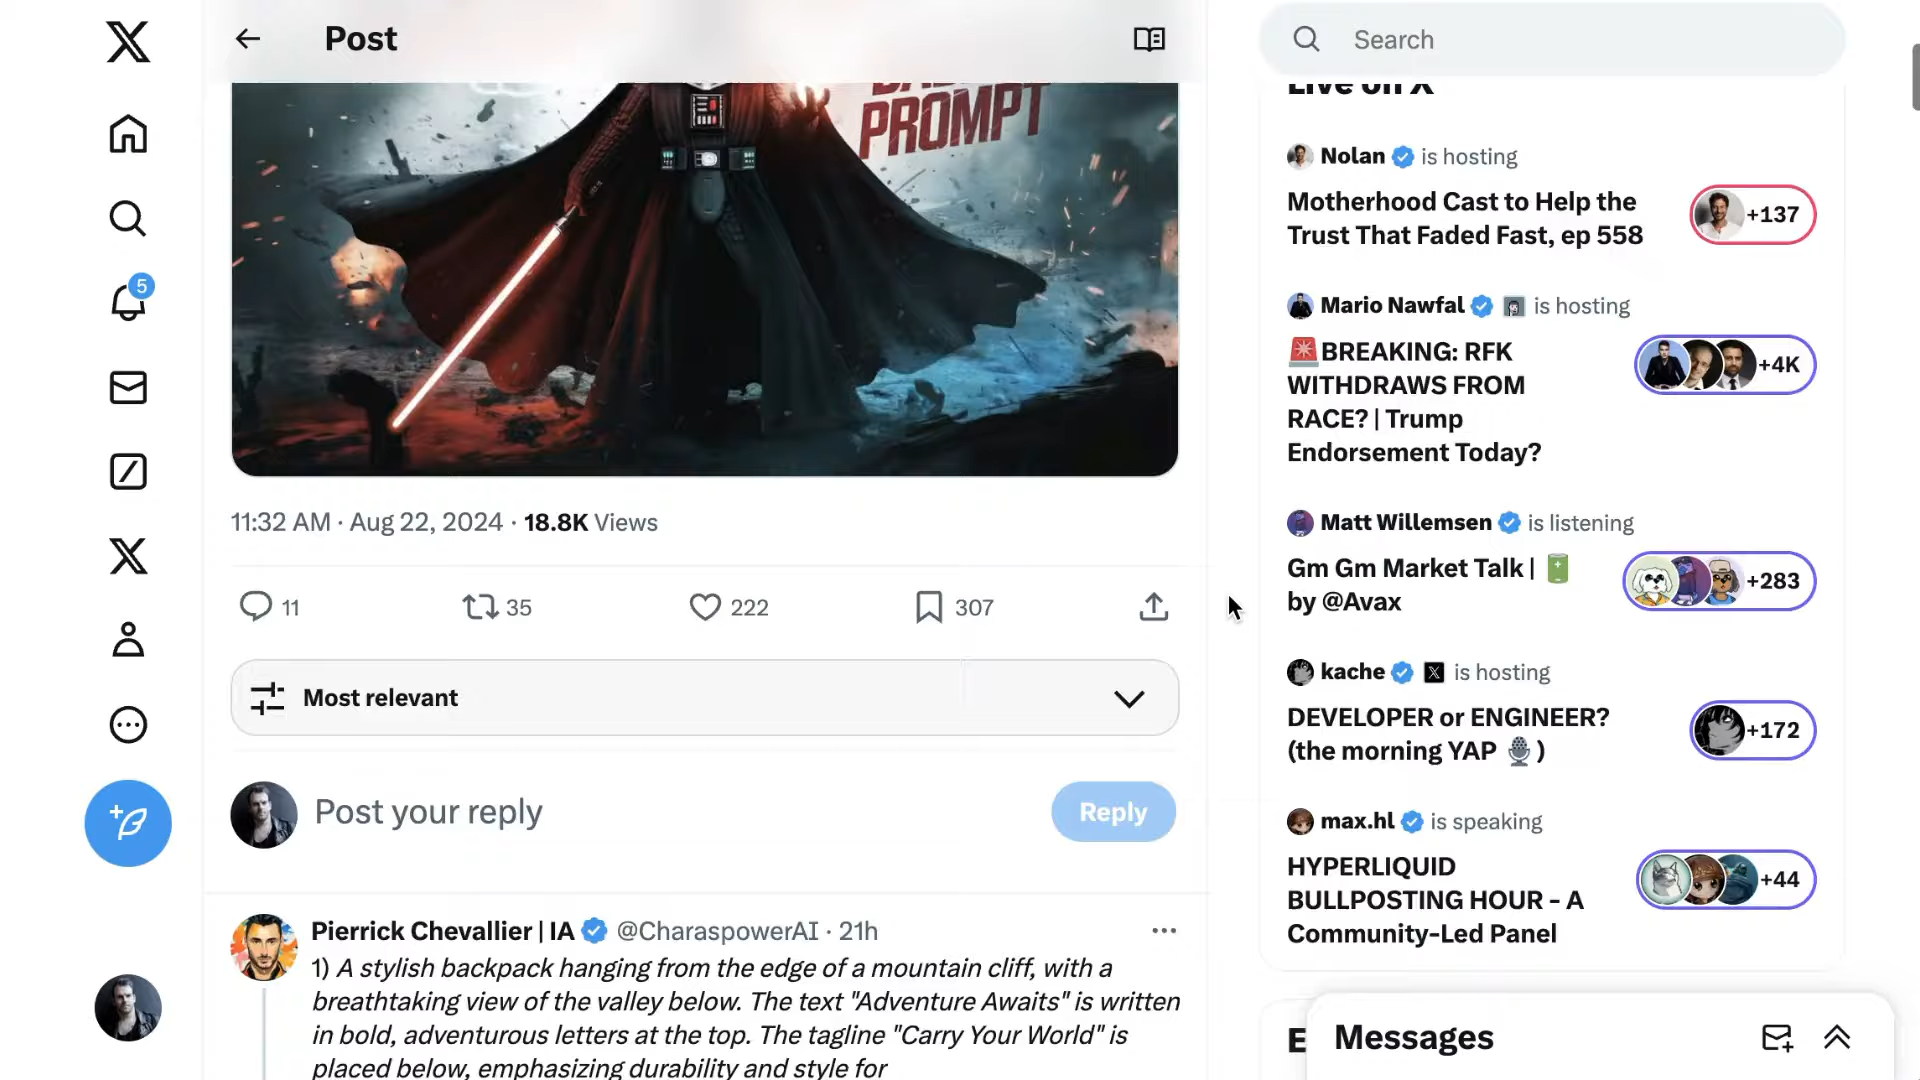 Post
PROMPT
11:32 AM · Aug 22, 2024 · 18.8K Views
11
35
222
307
Most relevant
Post your reply
Reply
Pierrick Chevallier | IA @CharaspowerAI · 21h
1) A stylish backpack hanging from the edge of a mountain cliff, with a
breathtaking view of the valley below. The text "Adventure Awaits" is written
in bold, adventurous letters at the top. The tagline "Carry Your World" is
placed below, emphasizing durability and style for
5
Search
Live on X
Nolan is hosting
Motherhood Cast to Help the
Trust That Faded Fast, ep 558
+137
Mario Nawfal is hosting
🚨BREAKING: RFK
WITHDRAWS FROM
RACE? | Trump
Endorsement Today?
+4K
Matt Willemsen is listening
Gm Gm Market Talk | 🔋
by @Avax
+283
kache is hosting
DEVELOPER or ENGINEER?
(the morning YAP 🎙️)
+172
max.hl is speaking
HYPERLIQUID
BULLPOSTING HOUR - A
Community-Led Panel
+44
Messages